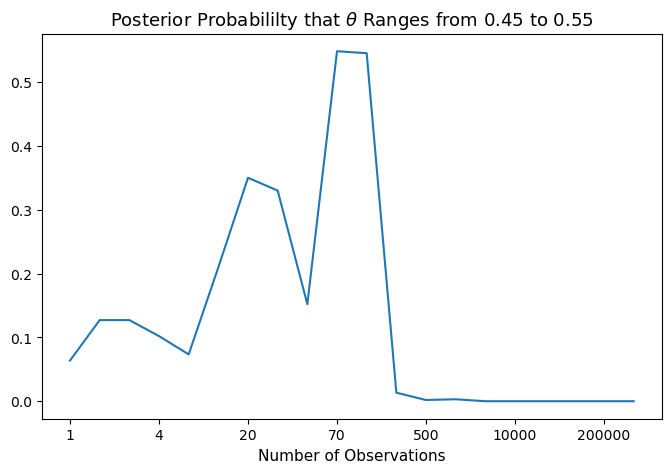 Posterior Probabililty that θ Ranges from 0.45 to 0.55
0.5
0.4
0.3
0.2
0.1
0.0
1 4 20 70 500 10000 200000
Number of Observations